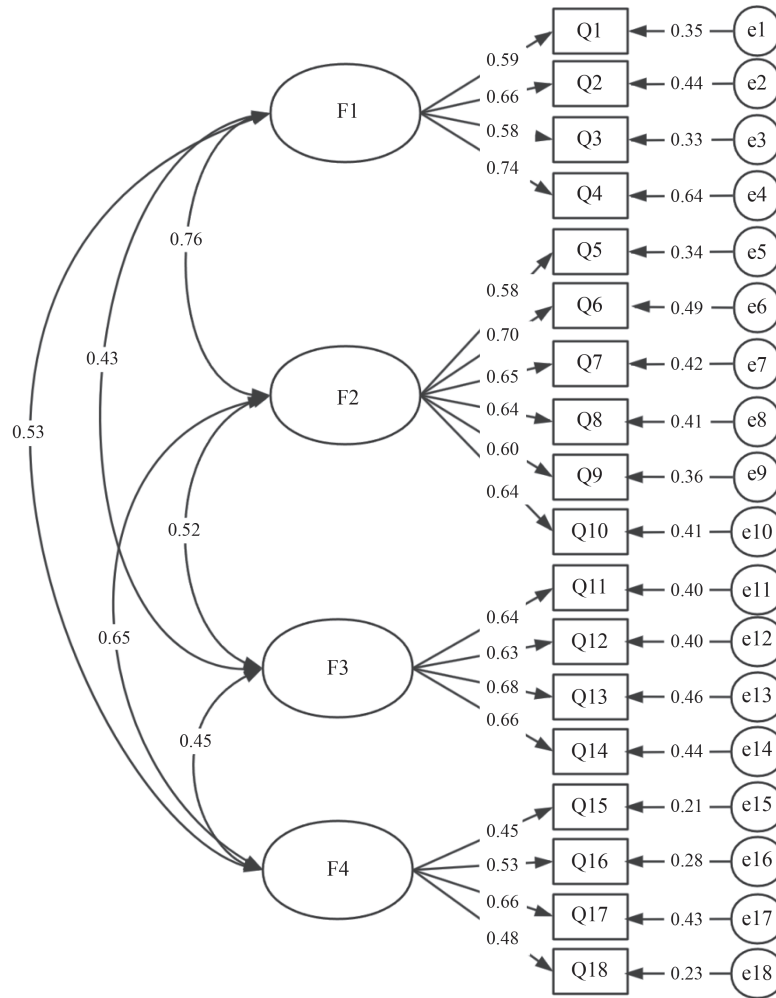 Q1 0.35 e1
0.59
Q2 0.44 e2
0.66
F1
Q3 0.33 e3
0.58
0.74
Q4 0.64 e4
0.76
Q5 0.34 e5
0.58
Q6 0.49 e6
0.70
0.43
Q7 0.42 e7
0.65
F2
0.64
Q8 0.41 e8
0.53
0.60
Q9 0.36 e9
0.64
0.52
Q10 0.41 e10
Q11 0.40 e11
0.64
0.65
Q12 0.40 e12
0.63
F3
0.68
Q13 0.46 e13
0.66
0.45
Q14 0.44 e14
Q15 0.21 e15
0.45
Q16 0.28 e16
0.53
F4
0.66
Q17 0.43 e17
0.48
Q18 0.23 e18